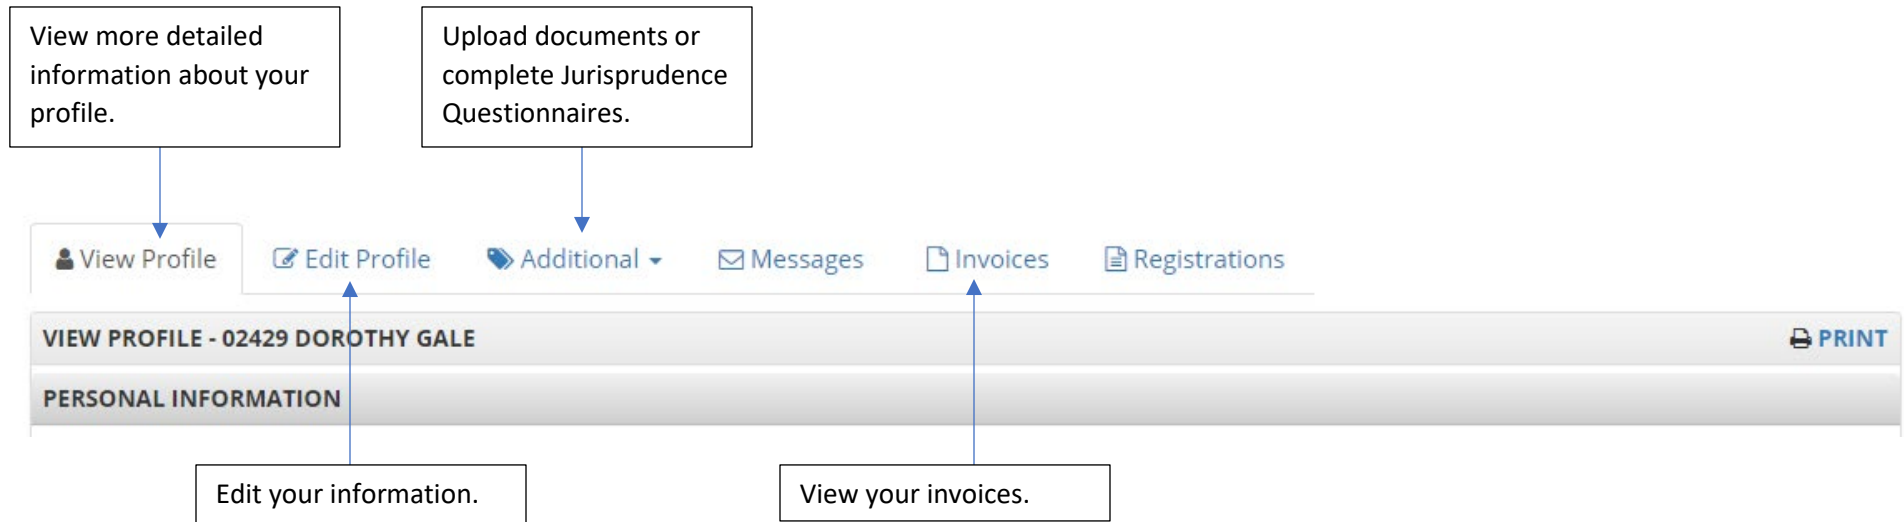 View more detailed
information about your
profile.
Upload documents or
complete Jurisprudence
Questionnaires.
View Profile Edit Profile Additional Messages Invoices Registrations
VIEW PROFILE - 02429 DOROTHY GALE PRINT
PERSONAL INFORMATION
Edit your information. View your invoices.